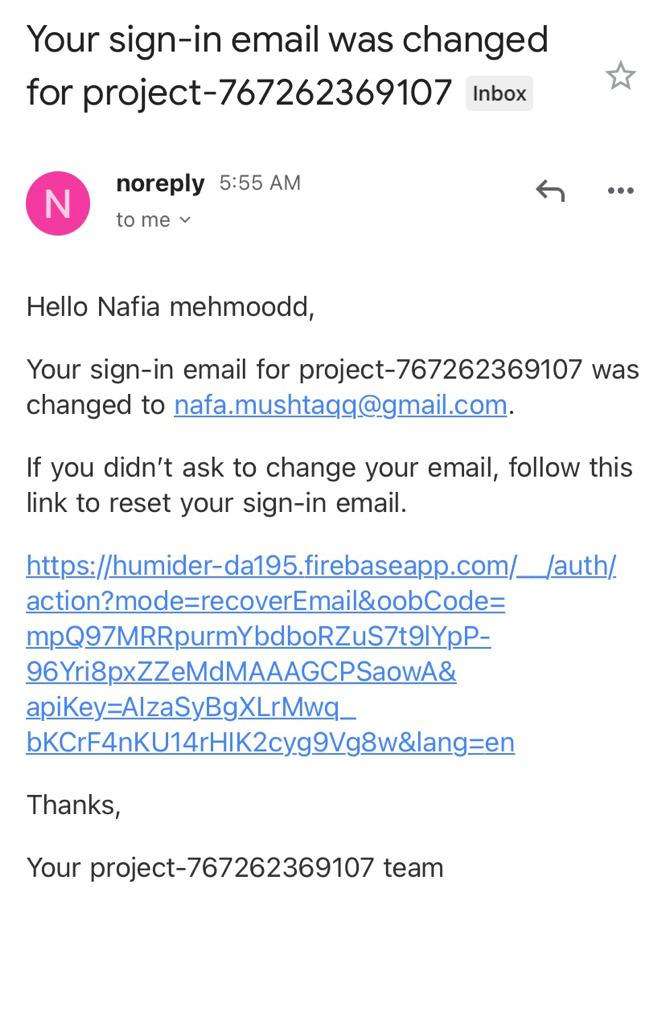 Your sign-in email was changed
for project-767262369107 Inbox
N
noreply 5:55 AM
to me
Hello Nafia mehmoodd,
Your sign-in email for project-767262369107 was
changed to nafa.mushtaqq@gmail.com.
If you didn’t ask to change your email, follow this
link to reset your sign-in email.
https://humider-da195.firebaseapp.com/__/auth/
action?mode=recoverEmail&oobCode=
mpQ97MRRpurmYbdboRZuS7t9lYpP-
96Yri8pxZZeMdMAAAGCPSaowA&
apiKey=AIzaSyBgXLrMwq_
bKCrF4nKU14rHIK2cyg9Vg8w&lang=en
Thanks,
Your project-767262369107 team